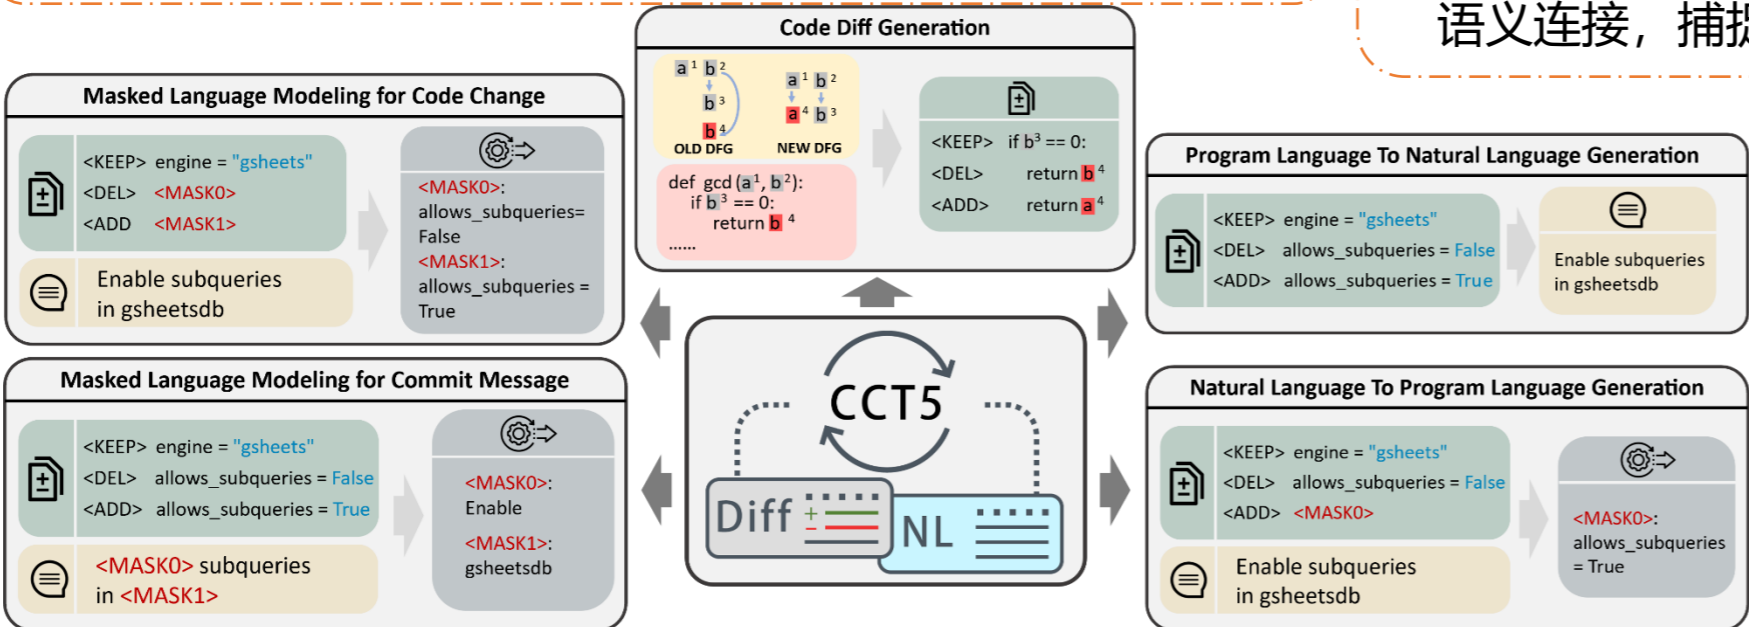 语义连接，捕捉
Code Diff Generation
a 1 b 2
b 3
b 4
OLD DFG
a 1 b 2
a 4 b 3
NEW DFG
def gcd (a 1, b 2):
if b 3 == 0:
return b 4
......
<KEEP> if b 3 == 0:
<DEL> return b 4
<ADD> return a 4
Masked Language Modeling for Code Change
<KEEP> engine = "gsheets"
<DEL> <MASK0>
<ADD <MASK1>
Enable subqueries
in gsheetsdb
<MASK0>:
allows_subqueries=
False
<MASK1>:
allows_subqueries =
True
Program Language To Natural Language Generation
<KEEP> engine = "gsheets"
<DEL> allows_subqueries = False
<ADD> allows_subqueries = True
Enable subqueries
in gsheetsdb
Masked Language Modeling for Commit Message
<KEEP> engine = "gsheets"
<DEL> allows_subqueries = False
<ADD> allows_subqueries = True
<MASK0> subqueries
in <MASK1>
<MASK0>:
Enable
<MASK1>:
gsheetsdb
CCT5
Diff
NL
Natural Language To Program Language Generation
<KEEP> engine = "gsheets"
<DEL> allows_subqueries = False
<ADD> <MASK0>
Enable subqueries
in gsheetsdb
<MASK0>:
allows_subqueries
= True